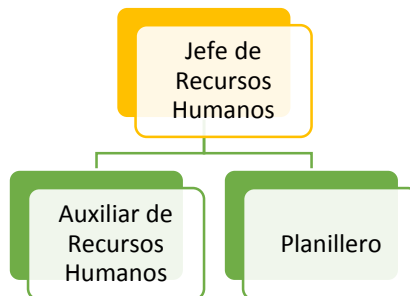 Jefe de
Recursos
Humanos
Auxiliar de
Recursos
Humanos
Planillero